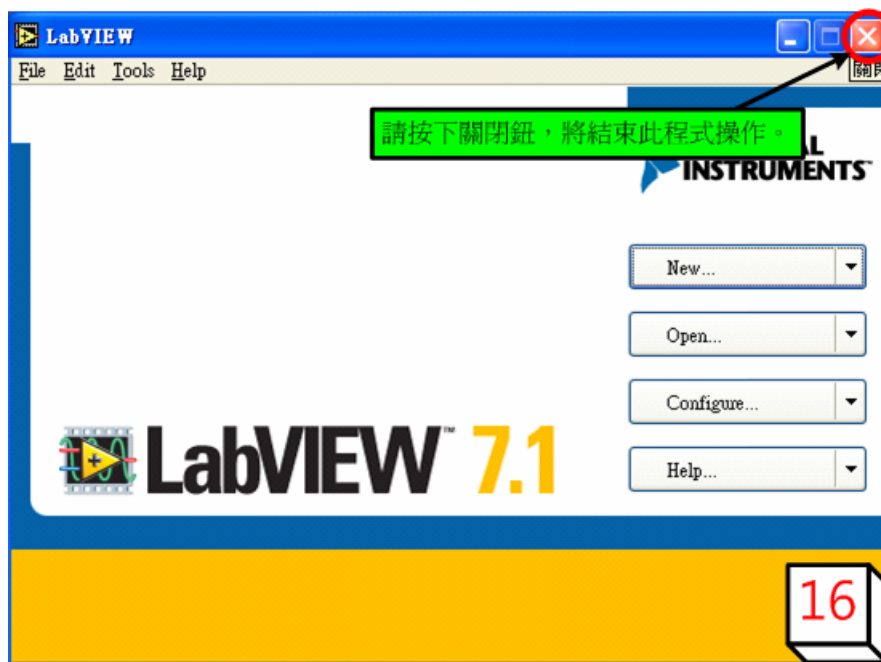 LabVIEW
File Edit Tools Help
請按下關閉鈕，將結束此程式操作。
INSTRUMENTS
New...
Open...
Configure...
LabVIEW™ 7.1
Help...
16